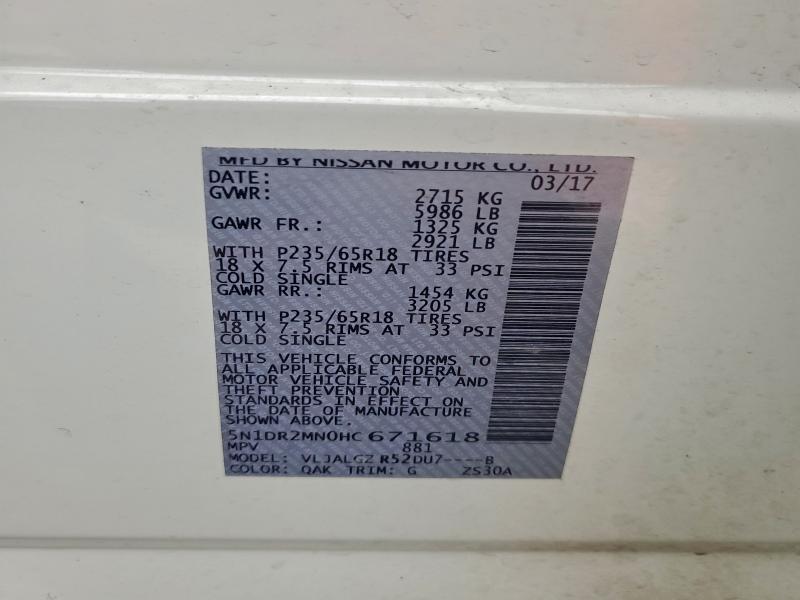 MFD BY NISSAN MOTOR CO., LTD.
DATE: 03/17
GVWR: 2715 KG
5986 LB
GAWR FR.: 1325 KG
2921 LB
WITH P235/65R18 TIRES
18 X 7.5 RIMS AT 33 PSI
COLD SINGLE
GAWR RR.: 1454 KG
3205 LB
WITH P235/65R18 TIRES
18 X 7.5 RIMS AT 33 PSI
COLD SINGLE
THIS VEHICLE CONFORMS TO
ALL APPLICABLE FEDERAL
MOTOR VEHICLE SAFETY AND
THEFT PREVENTION
STANDARDS IN EFFECT ON
THE DATE OF MANUFACTURE
SHOWN ABOVE.
5N1DR2MN0HC671618
MPV 881
MODEL: VLJALGZ R52DU7----B
COLOR: QAK TRIM: G ZS30A